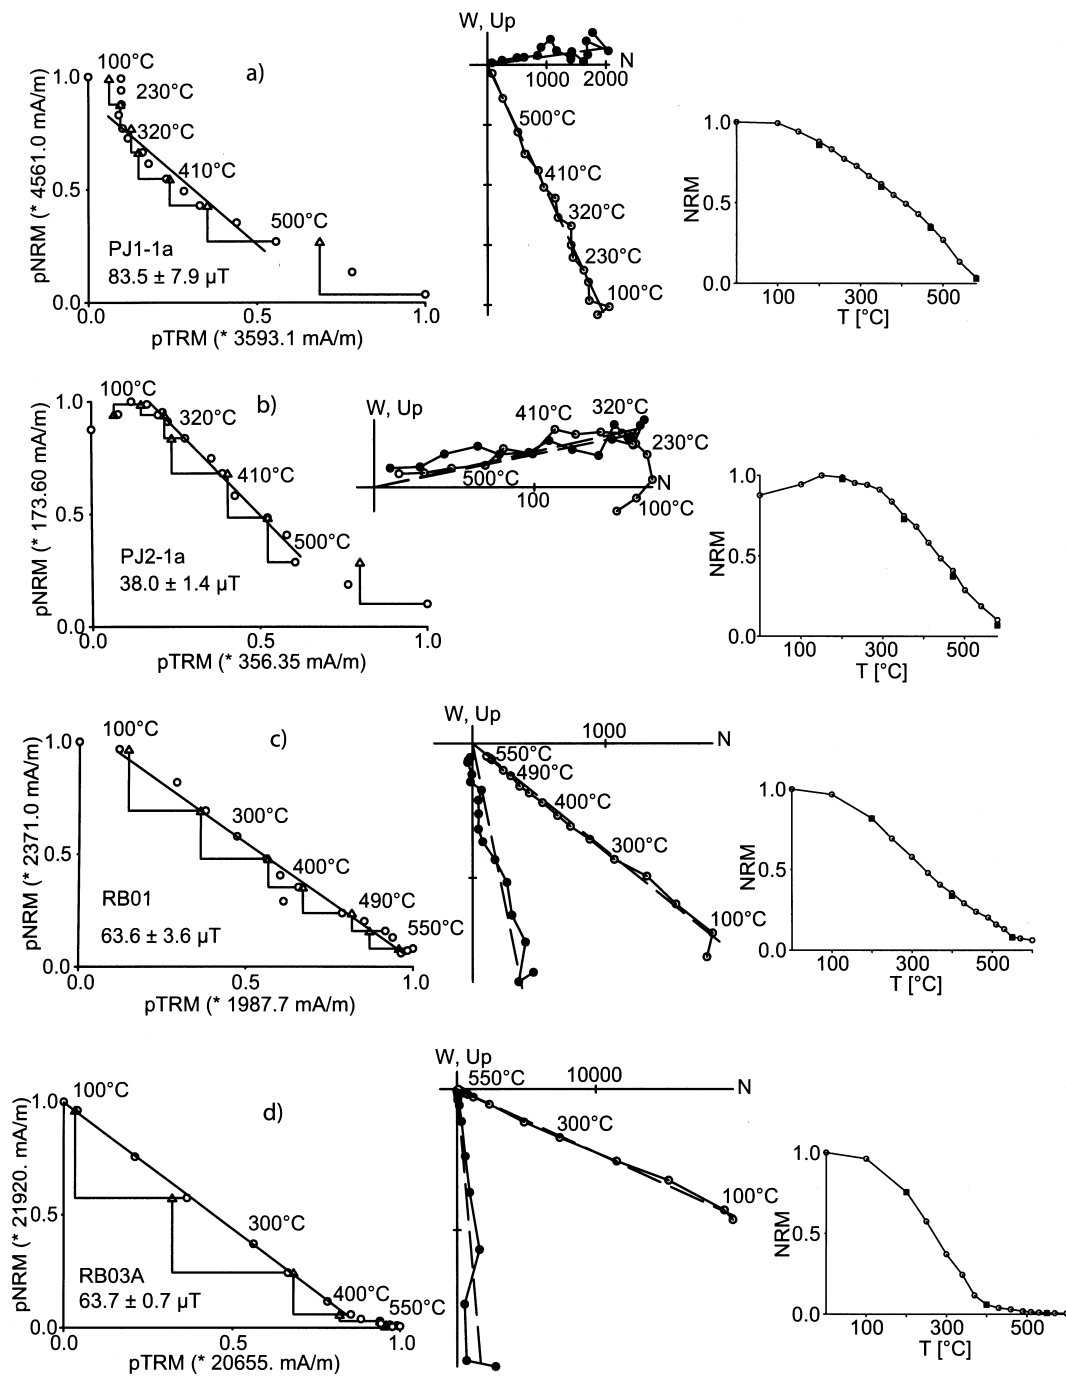 a)
pNRM (* 4561.0 mA/m)
1.0
0.5
0.0
100°C
230°C
320°C
410°C
500°C
PJ1-1a
83.5 ± 7.9 µT
0.0 0.5 1.0
pTRM (* 3593.1 mA/m)
W, Up
N
1000 2000
500°C
410°C
320°C
230°C
100°C
NRM
1.0
0.5
0.0
100 300 500
T [°C]
b)
pNRM (* 173.60 mA/m)
1.0
0.5
0.0
100°C
320°C
410°C
500°C
PJ2-1a
38.0 ± 1.4 µT
0.0 0.5 1.0
pTRM (* 356.35 mA/m)
W, Up
410°C
320°C
230°C
500°C
N
100
100°C
NRM
1.0
0.5
0.0
100 300 500
T [°C]
c)
pNRM (* 2371.0 mA/m)
1.0
0.5
0.0
100°C
300°C
400°C
490°C
550°C
RB01
63.6 ± 3.6 µT
0.5 1.0
pTRM (* 1987.7 mA/m)
W, Up
1000
N
550°C
490°C
400°C
300°C
100°C
NRM
1.0
0.5
0.0
100 300 500
T [°C]
d)
pNRM (* 21920. mA/m)
1.0
0.5
0.0
100°C
300°C
400°C
550°C
RB03A
63.7 ± 0.7 µT
0.0 0.5 1.0
pTRM (* 20655. mA/m)
W, Up
550°C
10000
N
300°C
100°C
NRM
1.0
0.5
0.0
100 300 500
T [°C]